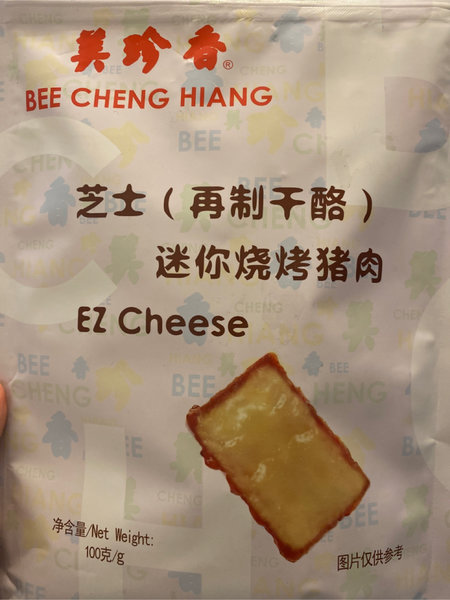 美珍香®
BEE CHENG HIANG
芝士（再制干酪）
迷你烧烤猪肉
EZ Cheese
净含量/Net Weight:
100克/g
图片仅供参考